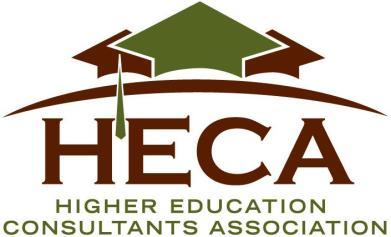 HECA
HIGHER EDUCATION
CONSULTANTS ASSOCIATION